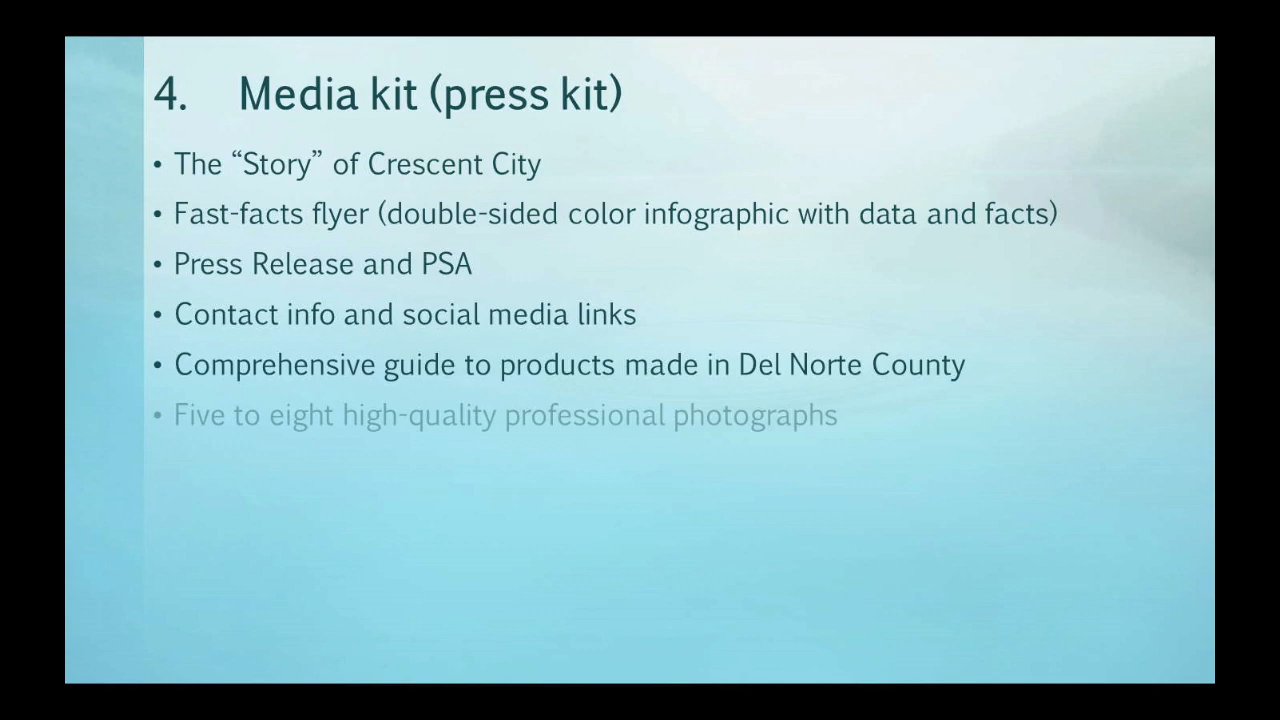 4. Media kit (press kit)
• The “Story” of Crescent City
• Fast-facts flyer (double-sided color infographic with data and facts)
• Press Release and PSA
• Contact info and social media links
• Comprehensive guide to products made in Del Norte County
• Five to eight high-quality professional photographs